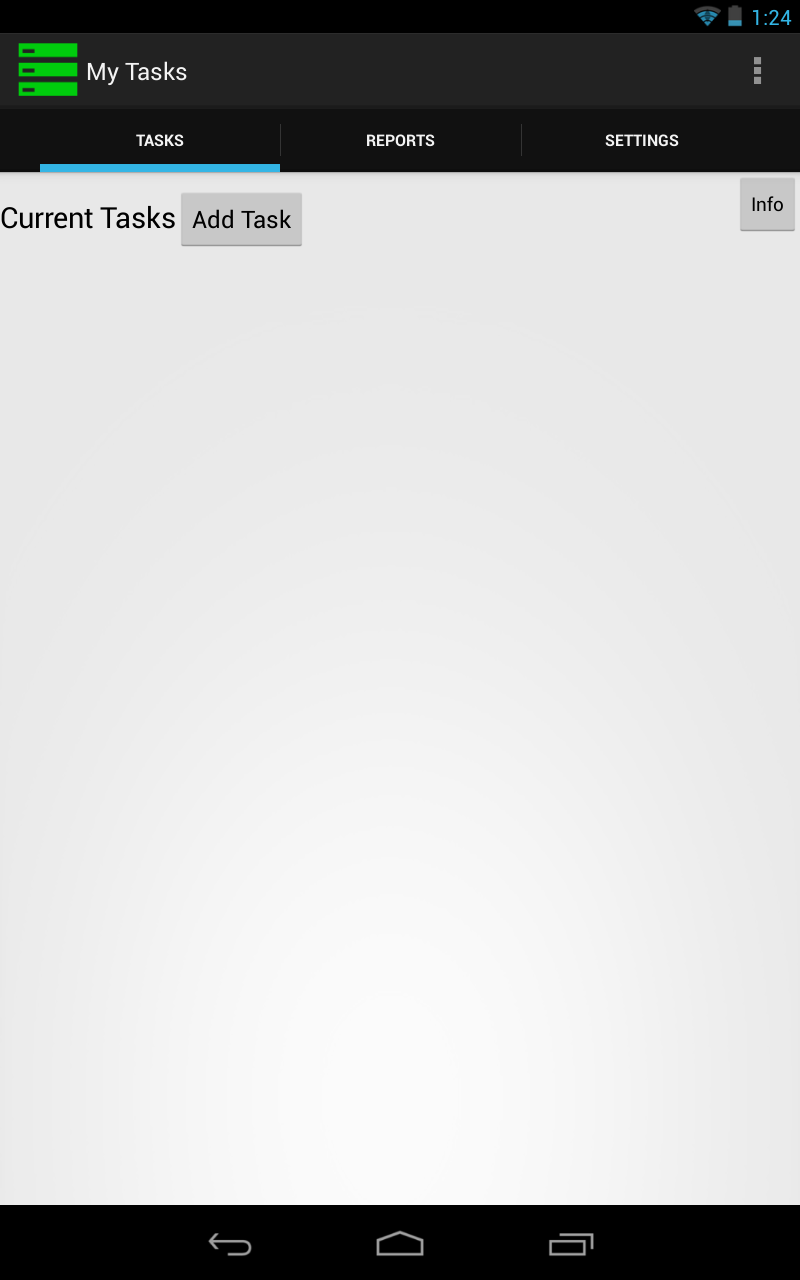 1:24
My Tasks
TASKS
REPORTS
SETTINGS
Current Tasks
Add Task
Info